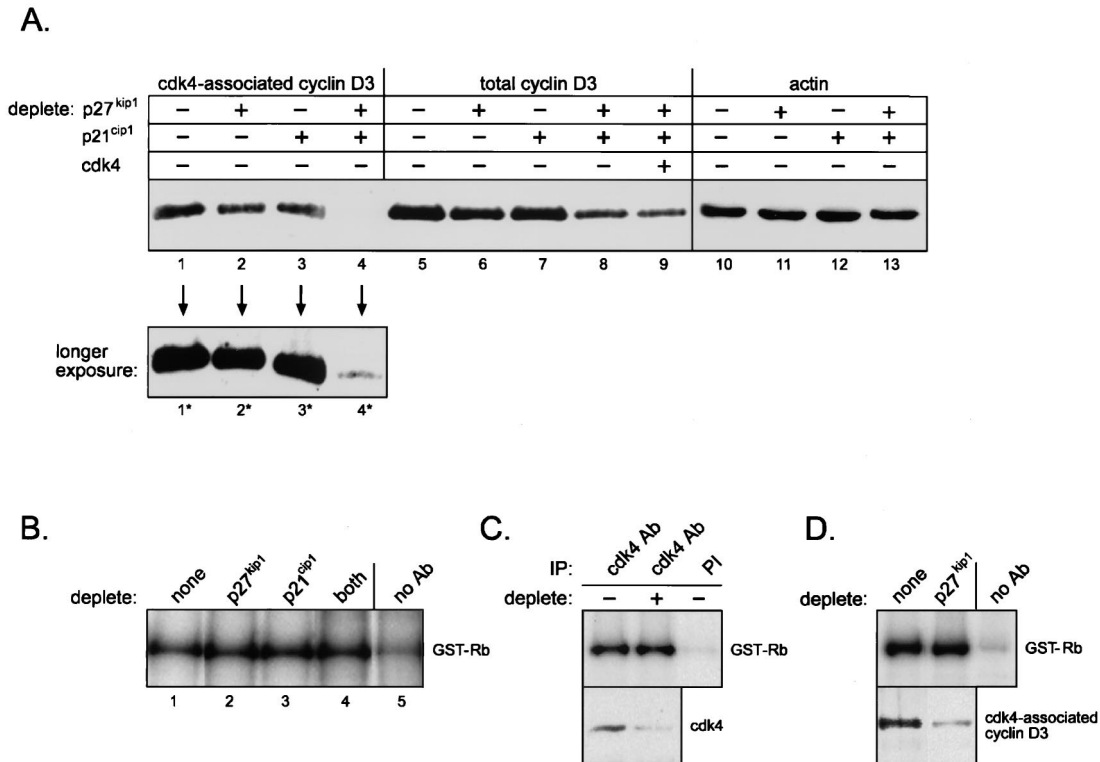 A.
cdk4-associated cyclin D3 total cyclin D3 actin
deplete: p27kip1 − + − + − + − + + − + − +
p21cip1 − − + + − − + + + − − + +
cdk4 − − − − − − − − + − − − −
1 2 3 4 5 6 7 8 9 10 11 12 13
longer
exposure:
1* 2* 3* 4*
B.
deplete: none p27kip1 p21cip1 both no Ab
GST-Rb
1 2 3 4 5
C.
IP: cdk4 Ab cdk4 Ab PI
deplete: − + −
GST-Rb
cdk4
D.
deplete: none p27kip1 no Ab
GST-Rb
cdk4-associated
cyclin D3